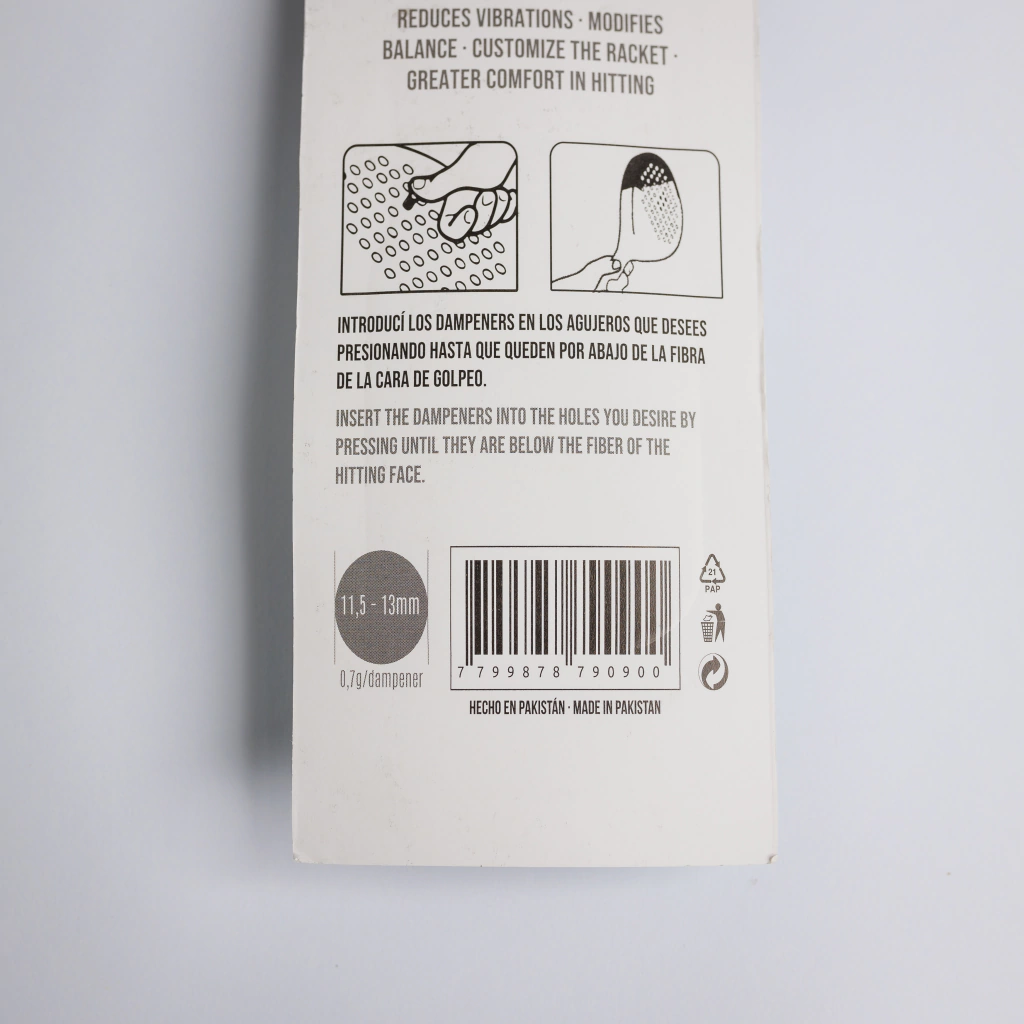 REDUCES VIBRATIONS · MODIFIES
BALANCE · CUSTOMIZE THE RACKET ·
GREATER COMFORT IN HITTING
INTRODUCÍ LOS DAMPENERS EN LOS AGUJEROS QUE DESEES
PRESIONANDO HASTA QUE QUEDEN POR ABAJO DE LA FIBRA
DE LA CARA DE GOLPEO.
INSERT THE DAMPENERS INTO THE HOLES YOU DESIRE BY
PRESSING UNTIL THEY ARE BELOW THE FIBER OF THE
HITTING FACE.
11,5 - 13mm
0,7g/dampener
7 799878 790900
HECHO EN PAKISTÁN · MADE IN PAKISTAN
21
PAP